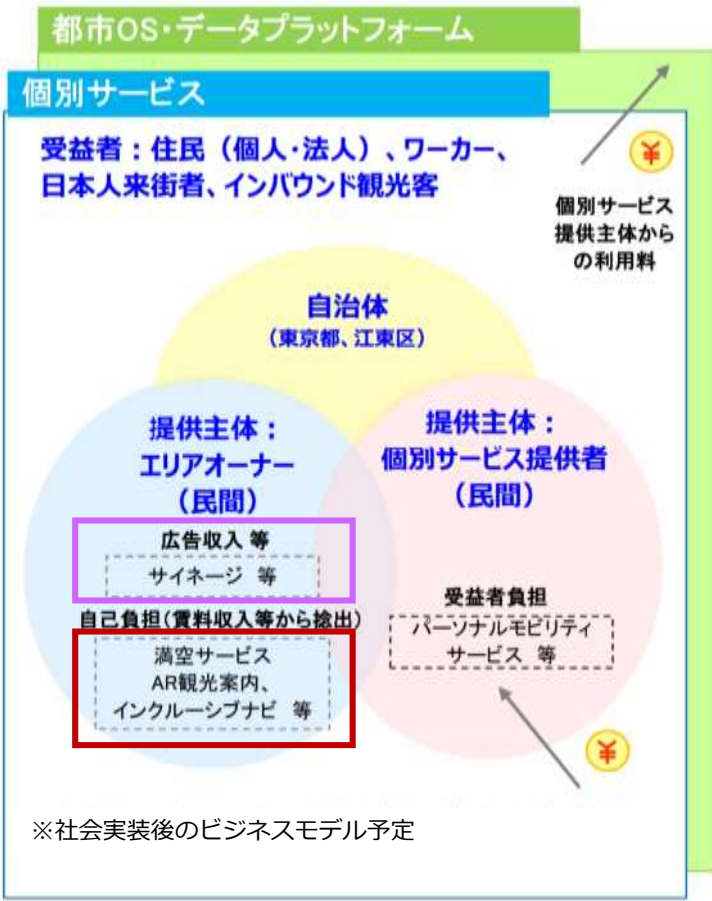 都市OS・データプラットフォーム
個別サービス
受益者：住民（個人・法人）、ワーカー、
日本人来街者、インバウンド観光客
¥
個別サービス
提供主体から
の利用料
自治体
（東京都、江東区）
提供主体：
エリアオーナー
（民間）
広告収入 等
サイネージ 等
自己負担（賃料収入等から捻出）
満空サービス
AR観光案内、
インクルーシブナビ 等
提供主体：
個別サービス提供者
（民間）
受益者負担
パーソナルモビリティ
サービス 等
¥
※社会実装後のビジネスモデル予定